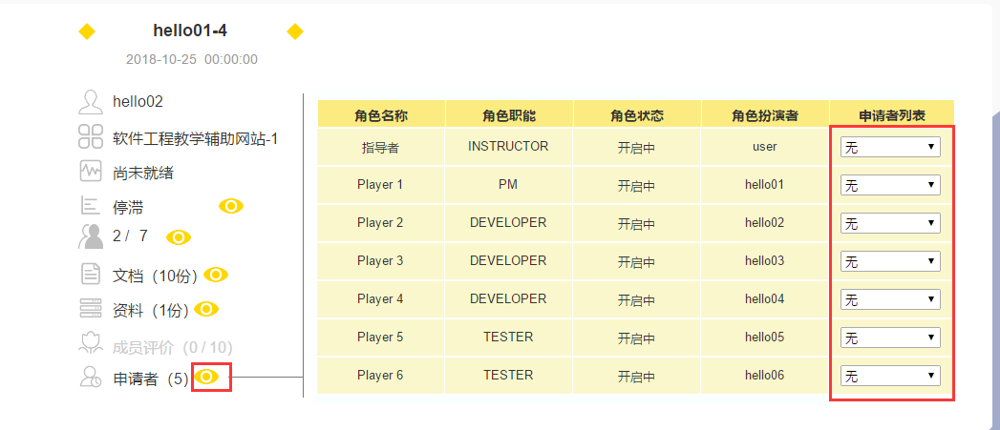 hello01-4
2018-10-25 00:00:00
hello02
软件工程教学辅助网站-1
尚未就绪
停滞
2 / 7
文档（10份）
资料（1份）
成员评价（0 / 10）
申请者（5）
角色名称 角色职能 角色状态 角色扮演者 申请者列表
指导者 INSTRUCTOR 开启中 user 无
Player 1 PM 开启中 hello01 无
Player 2 DEVELOPER 开启中 hello02 无
Player 3 DEVELOPER 开启中 hello03 无
Player 4 DEVELOPER 开启中 hello04 无
Player 5 TESTER 开启中 hello05 无
Player 6 TESTER 开启中 hello06 无